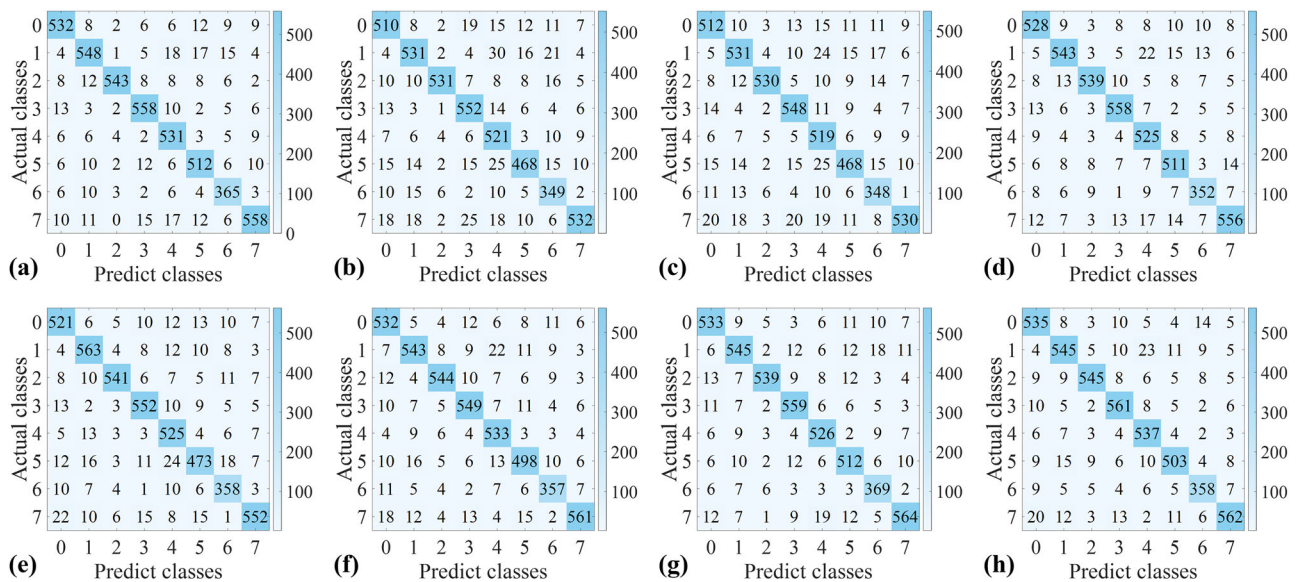 Actual classes
0 532 8 2 6 6 12 9 9
1 4 548 1 5 18 17 15 4
2 8 12 543 8 8 8 6 2
3 13 3 2 558 10 2 5 6
4 6 6 4 2 531 3 5 9
5 6 10 2 12 6 512 6 10
6 6 10 3 2 6 4 365 3
7 10 11 0 15 17 12 6 558
0 1 2 3 4 5 6 7
Predict classes
500
400
300
200
100
0
(a)
Actual classes
0 510 8 3 19 15 12 11 7
1 4 531 2 4 30 16 21 4
2 10 10 531 7 8 8 16 5
3 13 3 1 552 14 6 4 6
4 7 6 4 6 521 3 10 9
5 15 14 2 15 25 468 15 10
6 10 15 6 2 10 6 349 2
7 18 18 2 25 18 10 6 532
0 1 2 3 4 5 6 7
Predict classes
500
400
300
200
100
(b)
Actual classes
0 512 10 3 13 15 11 11 9
1 5 531 4 10 24 15 17 6
2 8 12 530 5 10 9 14 7
3 14 4 2 548 11 9 4 7
4 6 7 5 5 519 6 9 9
5 15 14 2 15 25 468 15 10
6 11 13 6 4 10 6 348 1
7 20 18 3 20 19 11 8 530
0 1 2 3 4 5 6 7
Predict classes
500
400
300
200
100
(c)
Actual classes
0 528 9 3 8 8 10 10 8
1 5 543 3 5 22 15 13 6
2 8 13 539 10 5 8 7 5
3 13 6 3 558 7 2 5 5
4 9 4 3 4 525 8 5 8
5 6 8 8 7 7 511 3 14
6 8 6 9 1 9 7 352 7
7 12 7 3 13 17 14 7 556
0 1 2 3 4 5 6 7
Predict classes
500
400
300
200
100
(d)
Actual classes
0 521 6 5 10 12 13 10 7
1 4 563 4 8 12 10 8 3
2 8 10 541 6 7 5 11 7
3 13 2 3 552 10 9 5 5
4 5 13 3 3 525 4 6 7
5 12 16 3 11 24 473 18 7
6 10 7 4 1 10 6 358 3
7 22 10 6 15 8 15 1 552
0 1 2 3 4 5 6 7
Predict classes
500
400
300
200
100
(e)
Actual classes
0 532 5 4 12 6 8 11 6
1 7 543 8 9 22 11 9 3
2 12 4 544 10 7 6 9 3
3 10 7 5 549 7 11 4 6
4 4 9 6 4 533 3 3 4
5 10 16 5 6 13 498 10 6
6 11 5 4 2 7 6 357 7
7 18 12 4 13 4 15 2 561
0 1 2 3 4 5 6 7
Predict classes
500
400
300
200
100
(f)
Actual classes
0 533 9 5 3 6 11 10 7
1 6 545 2 12 6 12 18 11
2 13 7 539 9 8 12 3 4
3 11 7 2 559 6 6 5 3
4 6 9 3 4 526 2 9 7
5 6 10 2 12 6 512 6 10
6 6 7 6 3 3 3 369 2
7 12 7 1 9 19 12 5 564
0 1 2 3 4 5 6 7
Predict classes
500
400
300
200
100
(g)
Actual classes
0 535 8 3 10 5 4 14 5
1 4 545 5 10 23 11 9 5
2 9 9 545 8 6 5 8 5
3 10 5 2 561 8 5 2 6
4 6 7 3 4 537 4 2 3
5 9 15 9 6 10 503 4 8
6 9 5 5 4 6 5 358 7
7 20 12 3 13 2 11 6 562
0 1 2 3 4 5 6 7
Predict classes
500
400
300
200
100
(h)